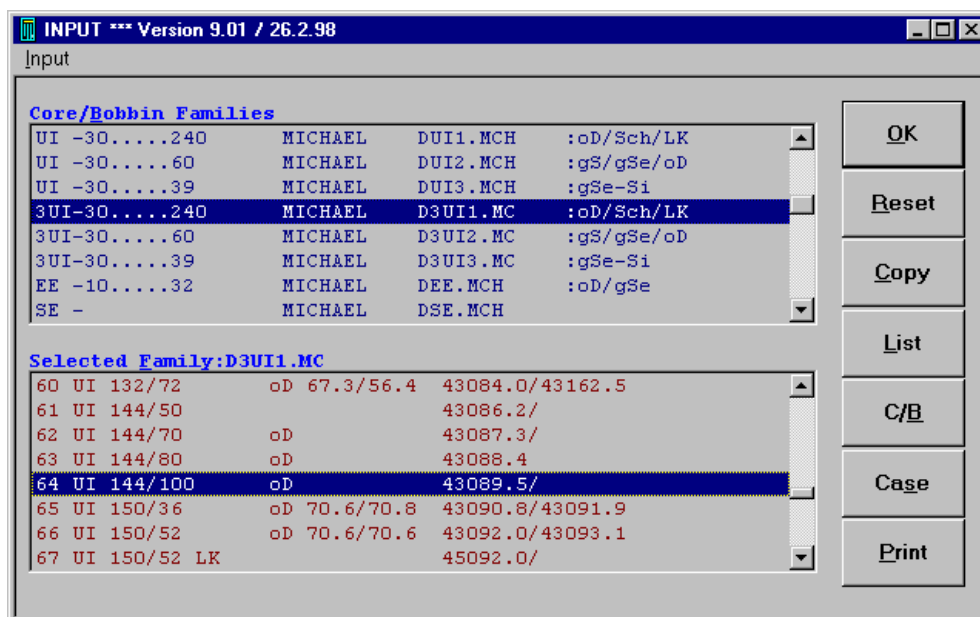 INPUT *** Version 9.01 / 26.2.98
Input
Core/Bobbin Families
UI -30.....240 MICHAEL DUI1.MCH :oD/Sch/LK
UI -30.....60 MICHAEL DUI2.MCH :gS/gSe/oD
UI -30.....39 MICHAEL DUI3.MCH :gSe-Si
3UI-30.....240 MICHAEL D3UI1.MC :oD/Sch/LK
3UI-30.....60 MICHAEL D3UI2.MC :gS/gSe/oD
3UI-30.....39 MICHAEL D3UI3.MC :gSe-Si
EE -10.....32 MICHAEL DEE.MCH :oD/gSe
SE - MICHAEL DSE.MCH
Selected Family:D3UI1.MC
60 UI 132/72 oD 67.3/56.4 43084.0/43162.5
61 UI 144/50 43086.2/
62 UI 144/70 oD 43087.3/
63 UI 144/80 oD 43088.4
64 UI 144/100 oD 43089.5/
65 UI 150/36 oD 70.6/70.8 43090.8/43091.9
66 UI 150/52 oD 70.6/70.6 43092.0/43093.1
67 UI 150/52 LK 45092.0/
OK
Reset
Copy
List
C/B
Case
Print